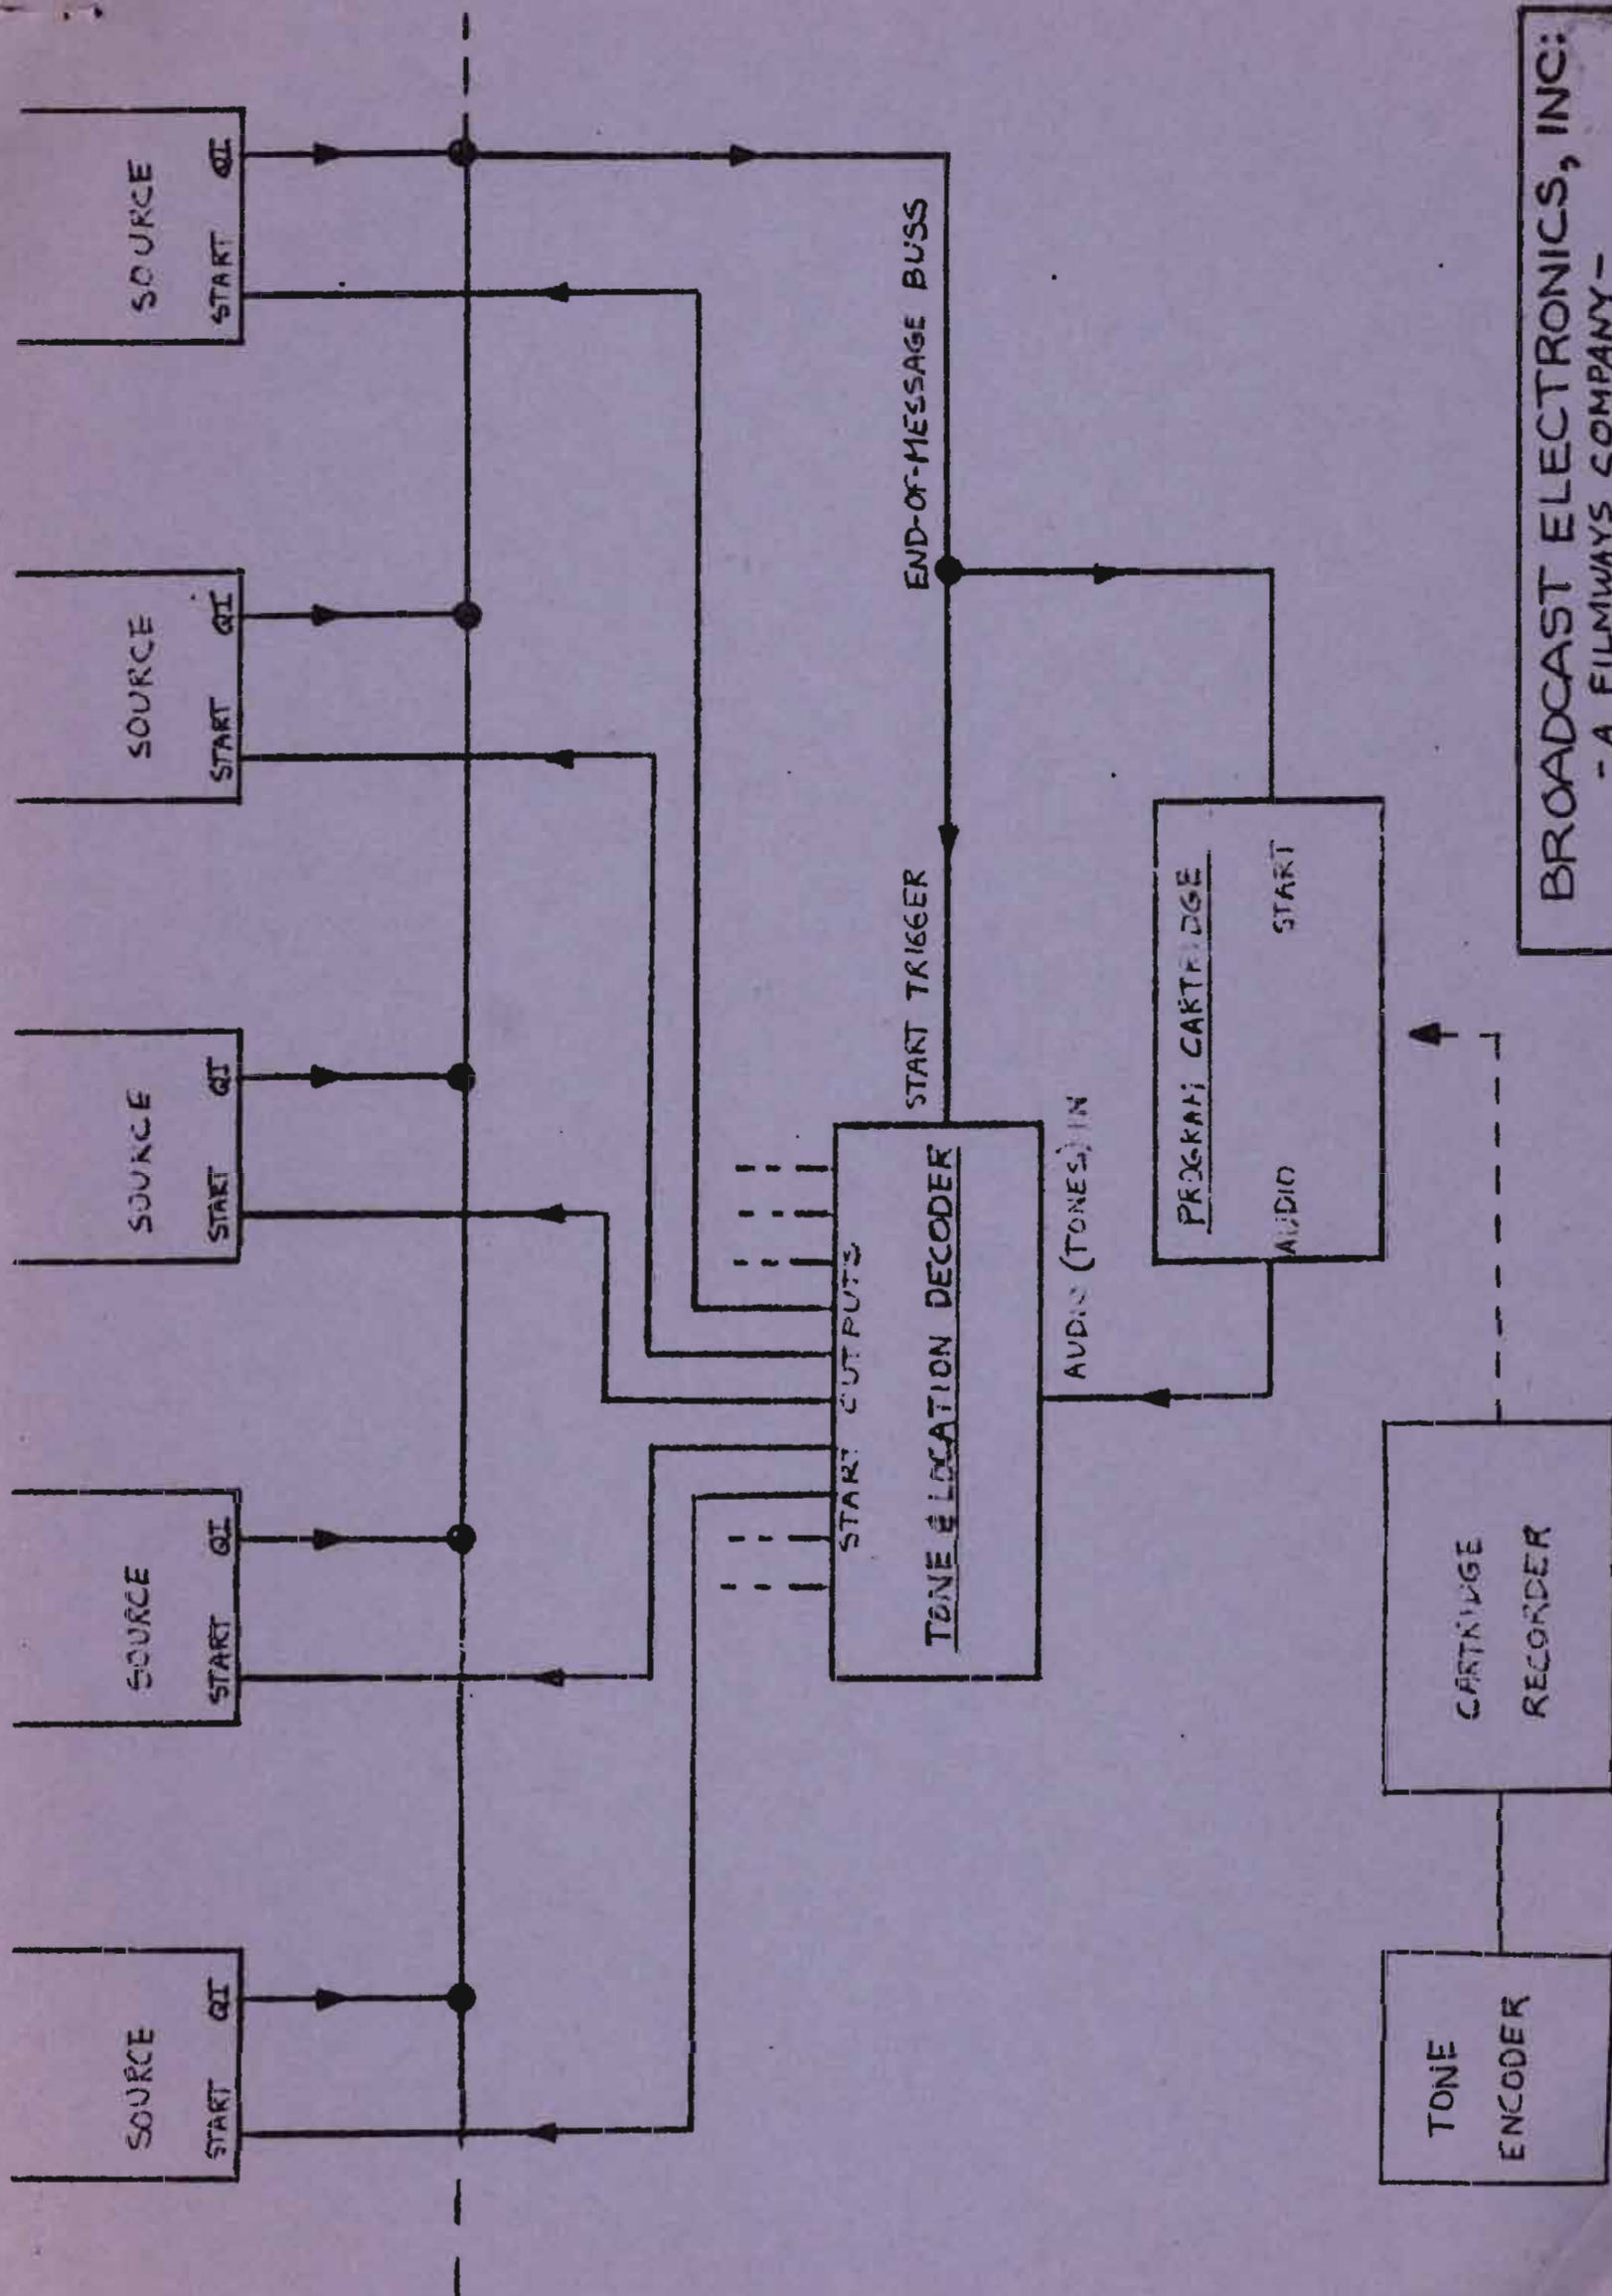 SOURCE
START QI
SOURCE
START QI
SOURCE
START QI
SOURCE
START QI
SOURCE
START QI
START OUTPUTS
TONE & LOCATION DECODER
START TRIGGER
END-OF-MESSAGE BUSS
AUDIO (TONES) IN
PROGRAM CARTRIDGE
AUDIO START
TONE
ENCODER
CARTRIDGE
RECORDER
BROADCAST ELECTRONICS, INC.
- A FILMWAYS COMPANY -